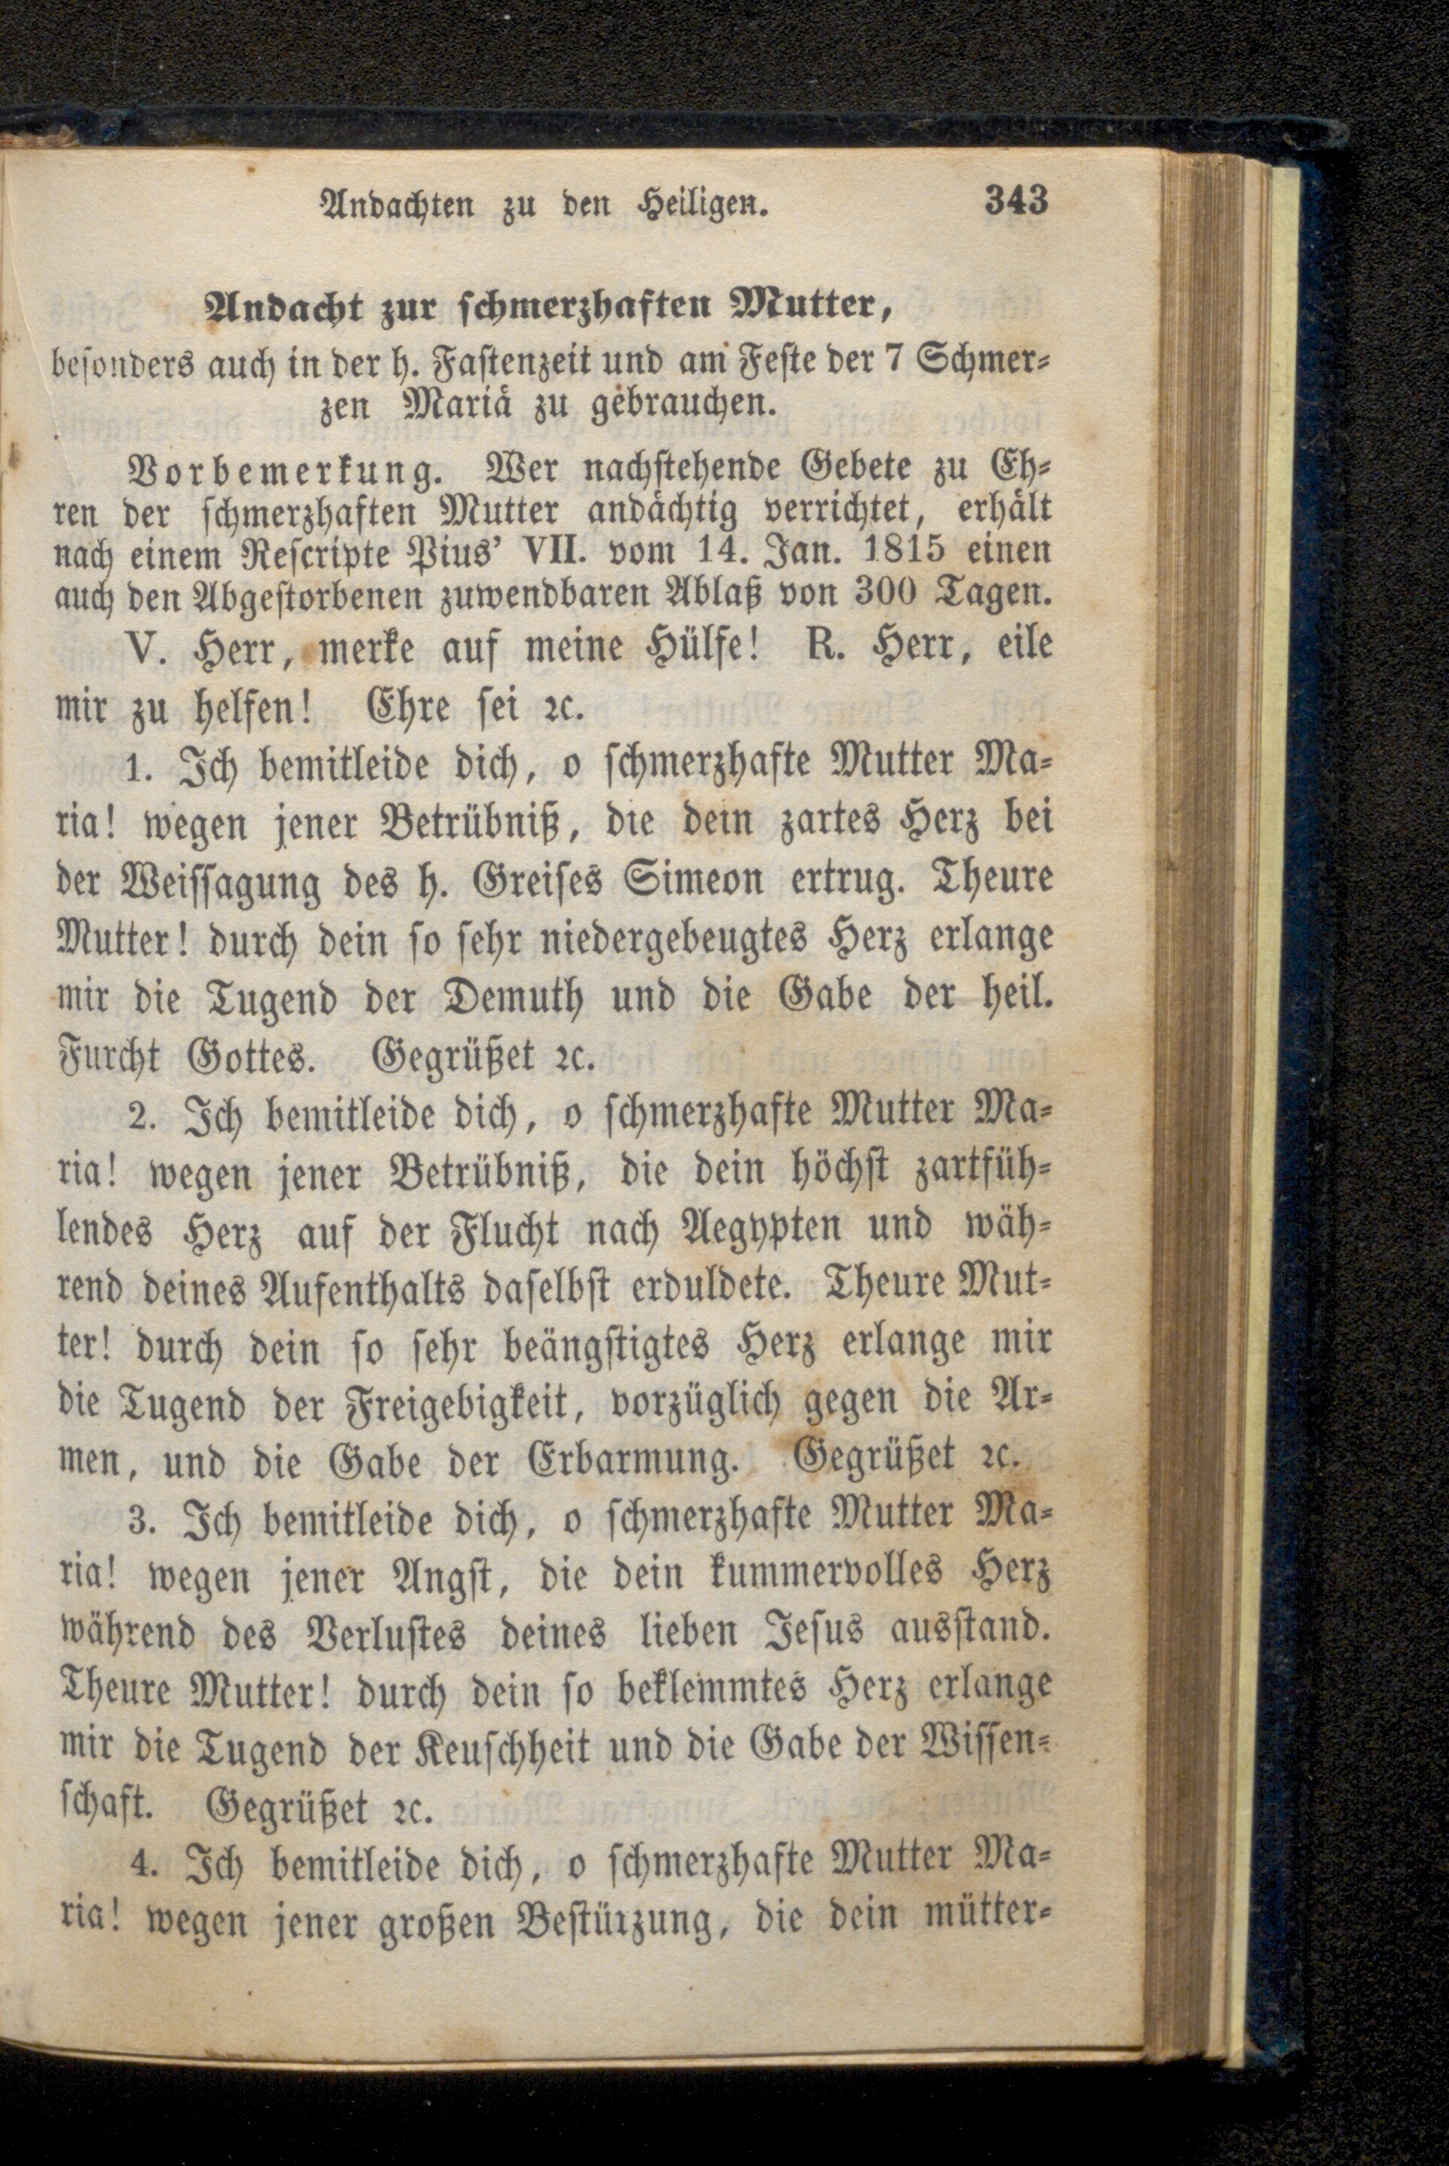 Andachten zu den Heiligen. 343
Andacht zur schmerzhaften Mutter,
besonders auch in der h. Fastenzeit und am Feste der 7 Schmer-
zen Mariä zu gebrauchen.
Vorbemerkung. Wer nachstehende Gebete zu Eh-
ren der schmerzhaften Mutter andächtig verrichtet, erhält
nach einem Rescripte Pius' VII. vom 14. Jan. 1815 einen
auch den Abgestorbenen zuwendbaren Ablaß von 300 Tagen.
V. Herr, merke auf meine Hülfe! R. Herr, eile
mir zu helfen! Ehre sei ꝛc.
1. Ich bemitleide dich, o schmerzhafte Mutter Ma-
ria! wegen jener Betrübniß, die dein zartes Herz bei
der Weissagung des h. Greises Simeon ertrug. Theure
Mutter! durch dein so sehr niedergebeugtes Herz erlange
mir die Tugend der Demuth und die Gabe der heil.
Furcht Gottes. Gegrüßet ꝛc.
2. Ich bemitleide dich, o schmerzhafte Mutter Ma-
ria! wegen jener Betrübniß, die dein höchst zartfüh-
lendes Herz auf der Flucht nach Aegypten und wäh-
rend deines Aufenthalts daselbst erduldete. Theure Mut-
ter! durch dein so sehr beängstigtes Herz erlange mir
die Tugend der Freigebigkeit, vorzüglich gegen die Ar-
men, und die Gabe der Erbarmung. Gegrüßet ꝛc.
3. Ich bemitleide dich, o schmerzhafte Mutter Ma-
ria! wegen jener Angst, die dein kummervolles Herz
während des Verlustes deines lieben Jesus ausstand.
Theure Mutter! durch dein so beklemmtes Herz erlange
mir die Tugend der Keuschheit und die Gabe der Wissen-
schaft. Gegrüßet ꝛc.
4. Ich bemitleide dich, o schmerzhafte Mutter Ma-
ria! wegen jener großen Bestürzung, die dein mütter-